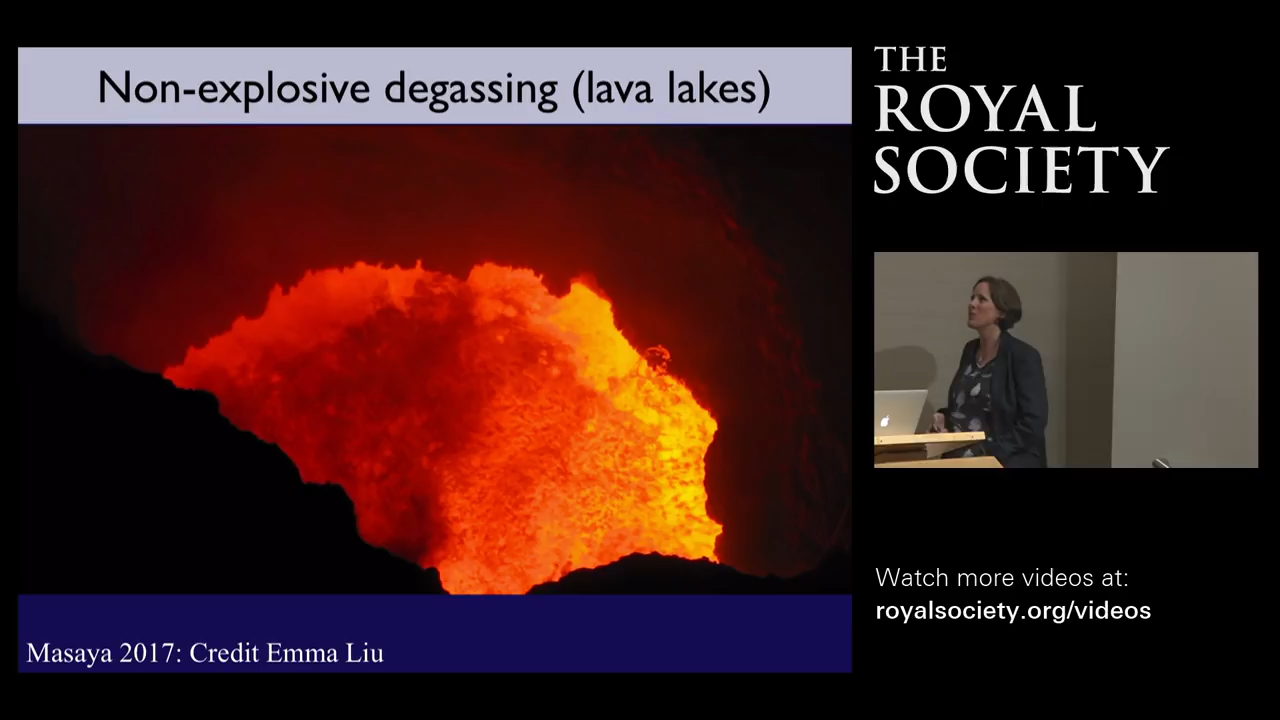 Non-explosive degassing (lava lakes)
Masaya 2017: Credit Emma Liu
THE
ROYAL
SOCIETY
Watch more videos at:
royalsociety.org/videos